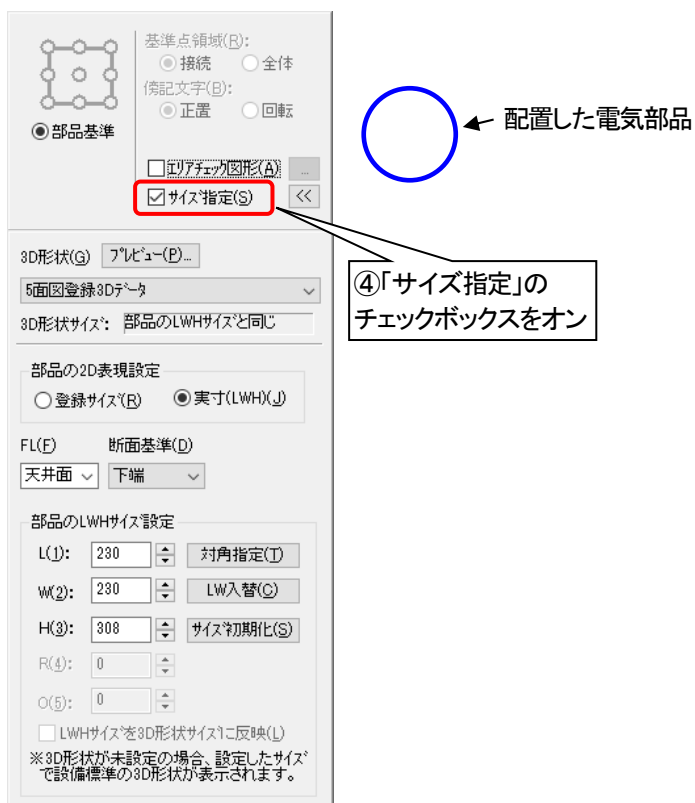 基準点領域(R):
接続 全体
傍記文字(B):
正置 回転
部品基準
エリアチェック図形(A) ...
サイズ指定(S) <<
配置した電気部品
④「サイズ指定」の
チェックボックスをオン
3D形状(G) プレビュー(P)...
5面図登録3Dデータ
3D形状サイズ: 部品のLWHサイズと同じ
部品の2D表現設定
登録サイズ(R) 実寸(LWH)(J)
FL(F) 断面基準(D)
天井面 下端
部品のLWHサイズ設定
L(1): 230 対角指定(T)
W(2): 230 LW入替(C)
H(3): 308 サイズ初期化(S)
R(4): 0
O(5): 0
LWHサイズを3D形状サイズに反映(L)
※3D形状が未設定の場合、設定したサイズ
で設備標準の3D形状が表示されます。